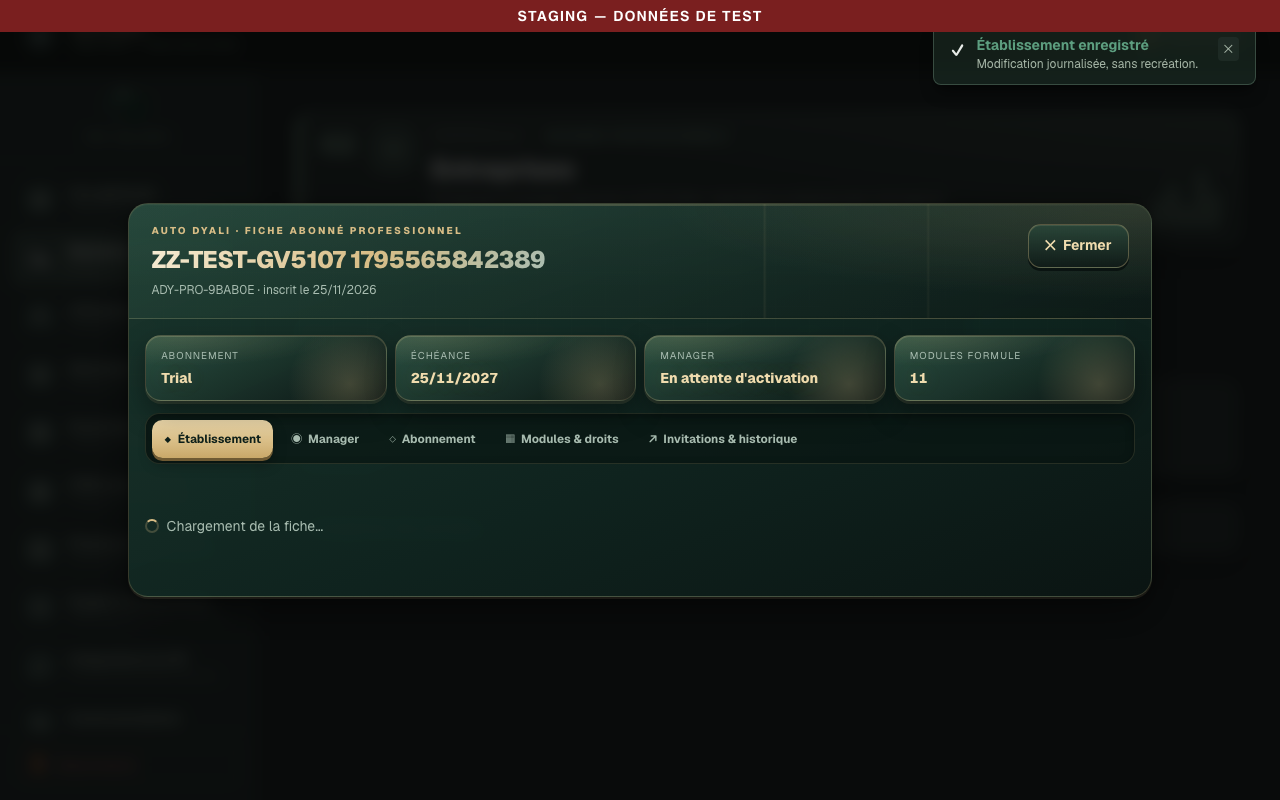 STAGING — DONNÉES DE TEST
Établissement enregistré
Modification journalisée, sans recréation.
AUTO DYALI · FICHE ABONNÉ PROFESSIONNEL
ZZ-TEST-GV5107 1795565842389
ADY-PRO-9BAB0E · inscrit le 25/11/2026
Fermer
ABONNEMENT
Trial
ÉCHÉANCE
25/11/2027
MANAGER
En attente d'activation
MODULES FORMULE
11
Établissement
Manager
Abonnement
Modules & droits
Invitations & historique
Chargement de la fiche…